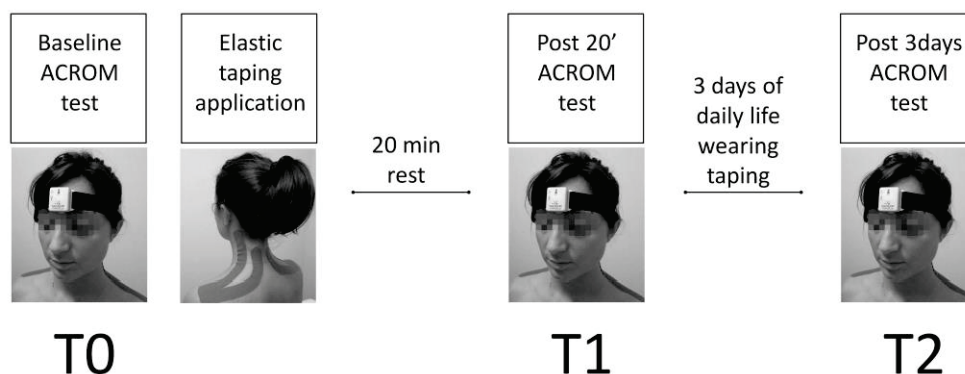 Baseline
ACROM
test
Elastic
taping
application
20 min
rest
Post 20’
ACROM
test
3 days of
daily life
wearing
taping
Post 3days
ACROM
test
T0
T1
T2